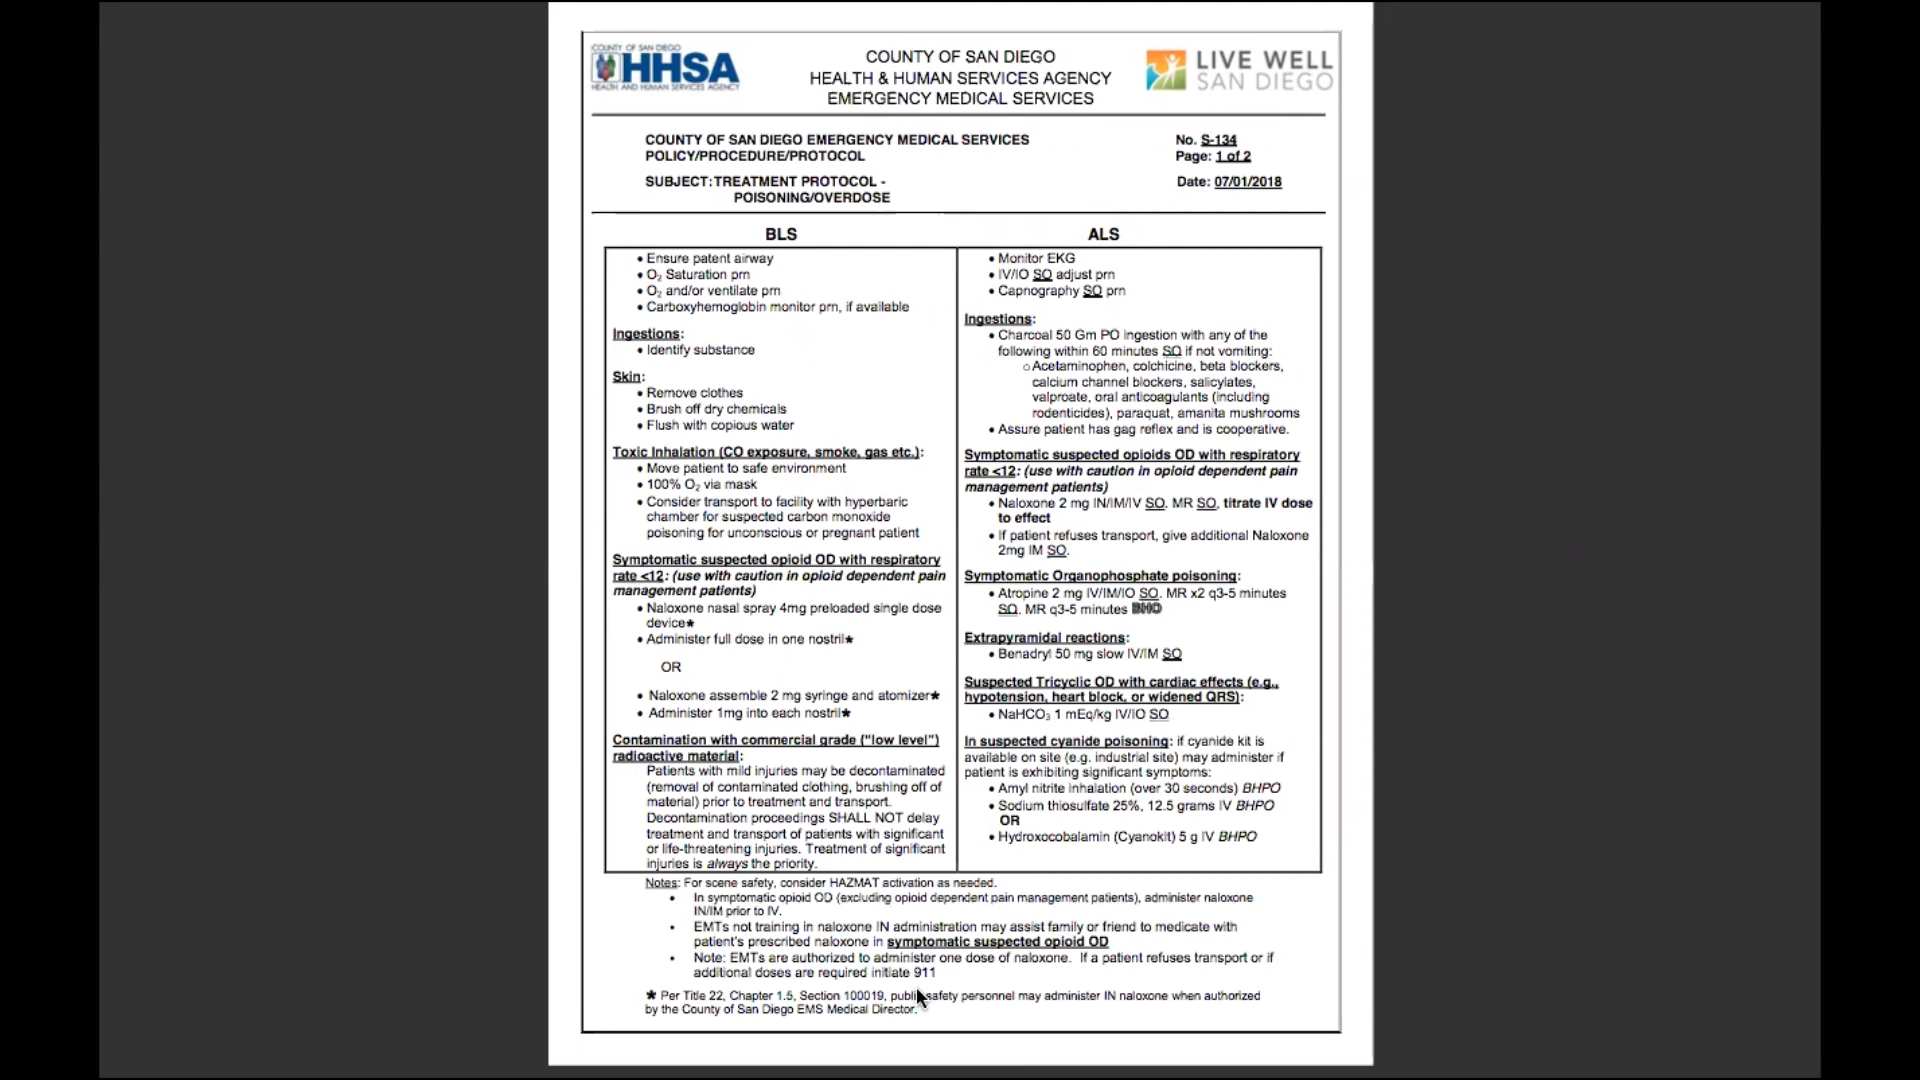 COUNTY OF SAN DIEGO
HHSA
HEALTH AND HUMAN SERVICES AGENCY
COUNTY OF SAN DIEGO
HEALTH & HUMAN SERVICES AGENCY
EMERGENCY MEDICAL SERVICES
LIVE WELL
SAN DIEGO
COUNTY OF SAN DIEGO EMERGENCY MEDICAL SERVICES
POLICY/PROCEDURE/PROTOCOL
No. S-134
Page: 1 of 2
SUBJECT: TREATMENT PROTOCOL -
POISONING/OVERDOSE
Date: 07/01/2018
BLS
• Ensure patent airway
• O₂ Saturation prn
• O₂ and/or ventilate prn
• Carboxyhemoglobin monitor prn, if available
Ingestions:
• Identify substance
Skin:
• Remove clothes
• Brush off dry chemicals
• Flush with copious water
Toxic Inhalation (CO exposure, smoke, gas etc.):
• Move patient to safe environment
• 100% O₂ via mask
• Consider transport to facility with hyperbaric
chamber for suspected carbon monoxide
poisoning for unconscious or pregnant patient
Symptomatic suspected opioid OD with respiratory
rate <12: (use with caution in opioid dependent pain
management patients)
• Naloxone nasal spray 4mg preloaded single dose
device★
• Administer full dose in one nostril★
OR
• Naloxone assemble 2 mg syringe and atomizer★
• Administer 1mg into each nostril★
Contamination with commercial grade ("low level")
radioactive material:
Patients with mild injuries may be decontaminated
(removal of contaminated clothing, brushing off of
material) prior to treatment and transport.
Decontamination proceedings SHALL NOT delay
treatment and transport of patients with significant
or life-threatening injuries. Treatment of significant
injuries is always the priority.
ALS
• Monitor EKG
• IV/IO SO adjust prn
• Capnography SO prn
Ingestions:
• Charcoal 50 Gm PO ingestion with any of the
following within 60 minutes SO if not vomiting:
○ Acetaminophen, colchicine, beta blockers,
calcium channel blockers, salicylates,
valproate, oral anticoagulants (including
rodenticides), paraquat, amanita mushrooms
• Assure patient has gag reflex and is cooperative.
Symptomatic suspected opioids OD with respiratory
rate <12: (use with caution in opioid dependent pain
management patients)
• Naloxone 2 mg IN/IM/IV SO. MR SO, titrate IV dose
to effect
• If patient refuses transport, give additional Naloxone
2mg IM SO.
Symptomatic Organophosphate poisoning:
• Atropine 2 mg IV/IM/IO SO. MR x2 q3-5 minutes
SO. MR q3-5 minutes BHO
Extrapyramidal reactions:
• Benadryl 50 mg slow IV/IM SO
Suspected Tricyclic OD with cardiac effects (e.g.,
hypotension, heart block, or widened QRS):
• NaHCO₃ 1 mEq/kg IV/IO SO
In suspected cyanide poisoning: if cyanide kit is
available on site (e.g. industrial site) may administer if
patient is exhibiting significant symptoms:
• Amyl nitrite inhalation (over 30 seconds) BHPO
• Sodium thiosulfate 25%, 12.5 grams IV BHPO
OR
• Hydroxocobalamin (Cyanokit) 5 g IV BHPO
Notes: For scene safety, consider HAZMAT activation as needed.
• In symptomatic opioid OD (excluding opioid dependent pain management patients), administer naloxone
IN/IM prior to IV.
• EMTs not training in naloxone IN administration may assist family or friend to medicate with
patient's prescribed naloxone in symptomatic suspected opioid OD
• Note: EMTs are authorized to administer one dose of naloxone. If a patient refuses transport or if
additional doses are required initiate 911
★ Per Title 22, Chapter 1.5, Section 100019, public safety personnel may administer IN naloxone when authorized
by the County of San Diego EMS Medical Director.